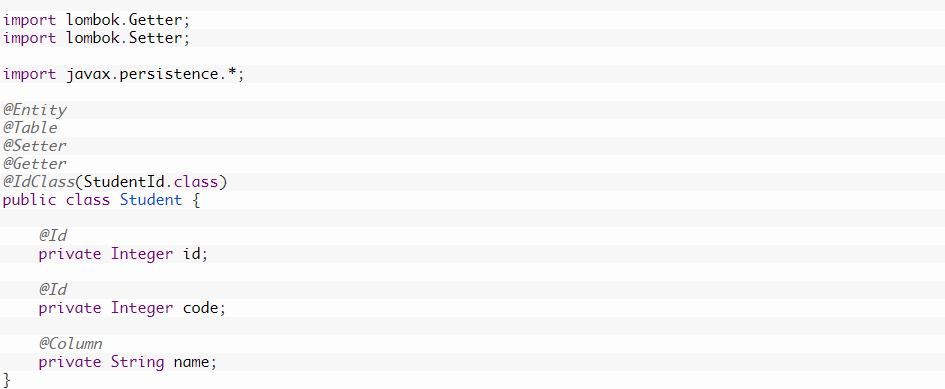 import lombok.Getter;
import lombok.Setter;
import javax.persistence.*;
@Entity
@Table
@Setter
@Getter
@IdClass(StudentId.class)
public class Student {
@Id
private Integer id;
@Id
private Integer code;
@Column
private String name;
}